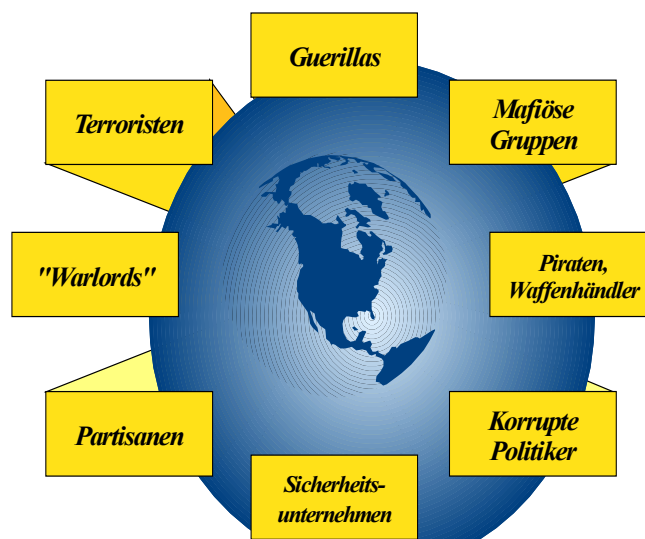 Guerillas
Terroristen
Mafiöse
Gruppen
"Warlords"
Piraten,
Waffenhändler
Partisanen
Korrupte
Politiker
Sicherheits-
unternehmen